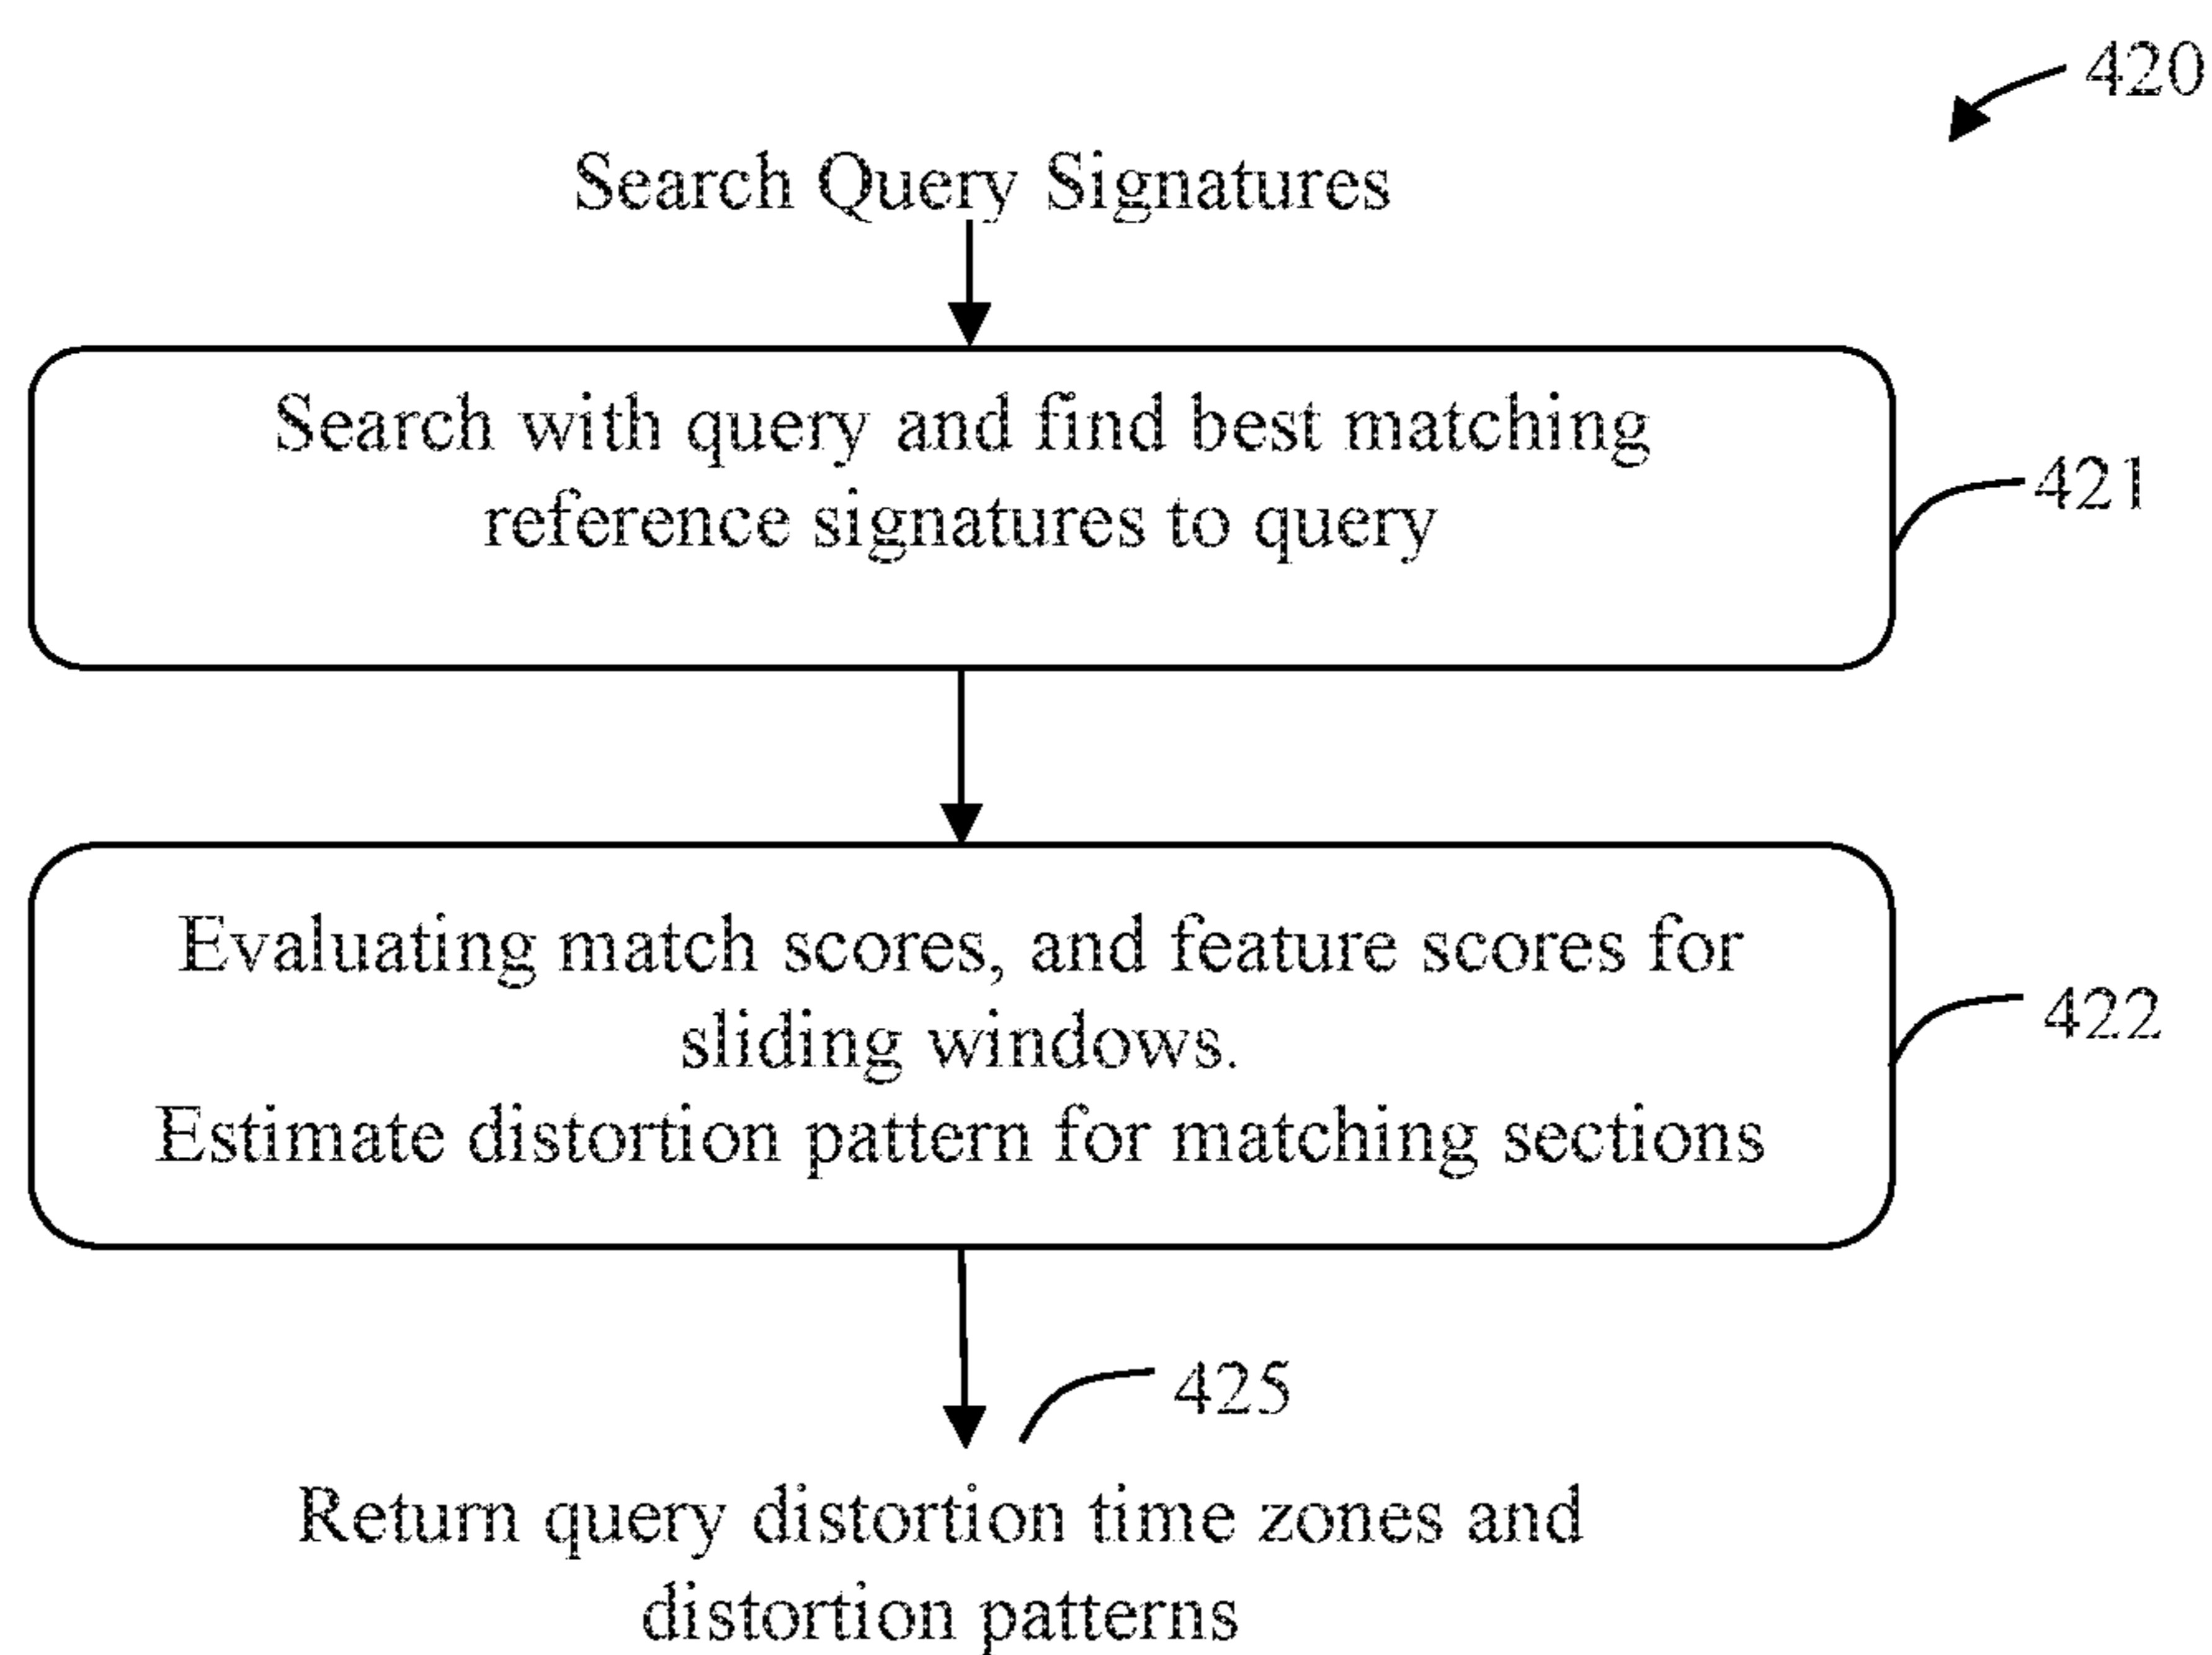 420
Search Query Signatures
Search with query and find best matching
reference signatures to query
421
Evaluating match scores, and feature scores for
sliding windows.
Estimate distortion pattern for matching sections
422
425
Return query distortion time zones and
distortion patterns